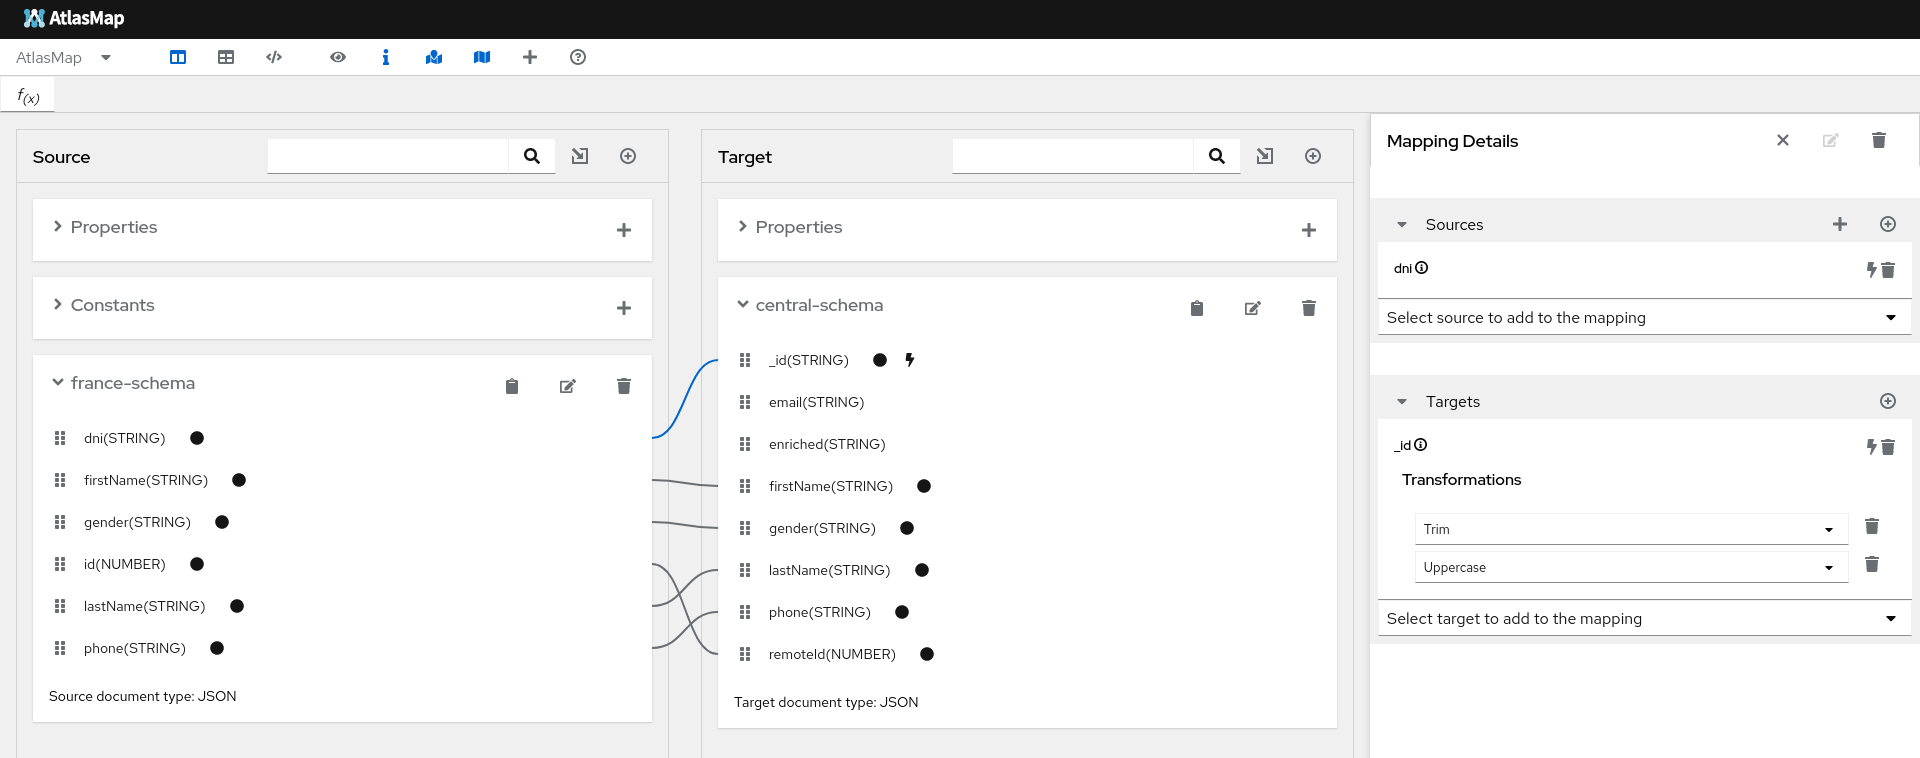 AtlasMap
AtlasMap
f(x)
Source
Properties
Constants
france-schema
dni(STRING)
firstName(STRING)
gender(STRING)
id(NUMBER)
lastName(STRING)
phone(STRING)
Source document type: JSON
Target
Properties
central-schema
_id(STRING)
email(STRING)
enriched(STRING)
firstName(STRING)
gender(STRING)
lastName(STRING)
phone(STRING)
remoteId(NUMBER)
Target document type: JSON
Mapping Details
Sources
dni
Select source to add to the mapping
Targets
_id
Transformations
Trim
Uppercase
Select target to add to the mapping